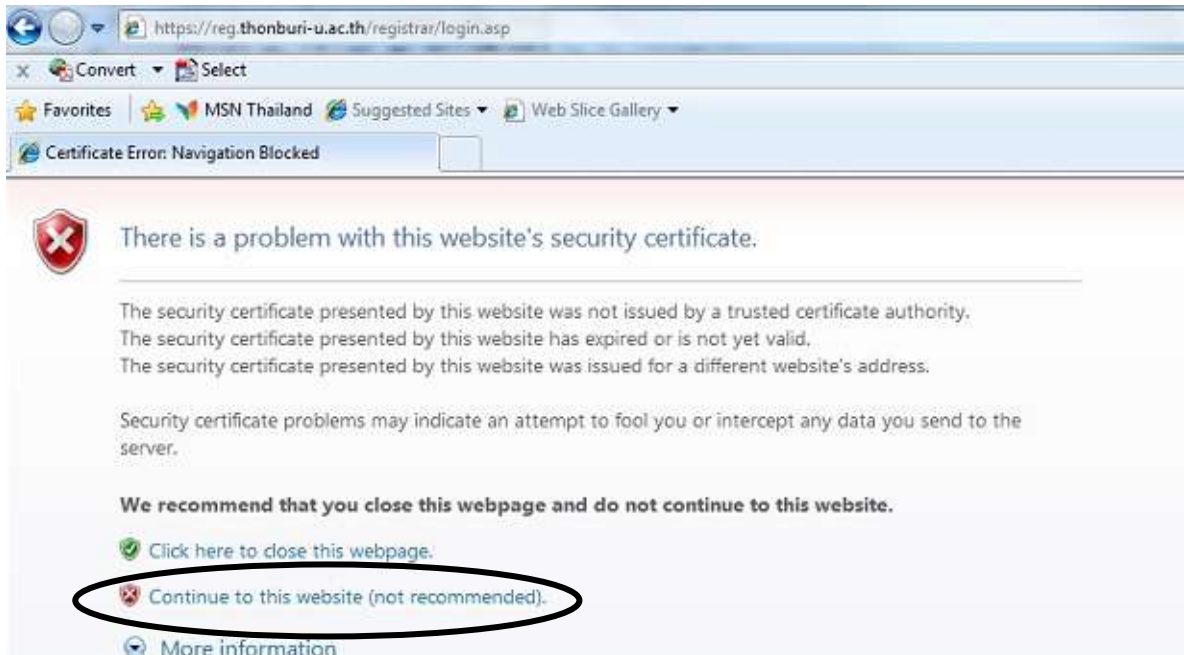 https://reg.thonburi-u.ac.th/registrar/login.asp
x Convert Select
Favorites MSN Thailand Suggested Sites Web Slice Gallery
Certificate Error: Navigation Blocked
There is a problem with this website's security certificate.
The security certificate presented by this website was not issued by a trusted certificate authority.
The security certificate presented by this website has expired or is not yet valid.
The security certificate presented by this website was issued for a different website's address.
Security certificate problems may indicate an attempt to fool you or intercept any data you send to the
server.
We recommend that you close this webpage and do not continue to this website.
Click here to close this webpage.
Continue to this website (not recommended).
More information